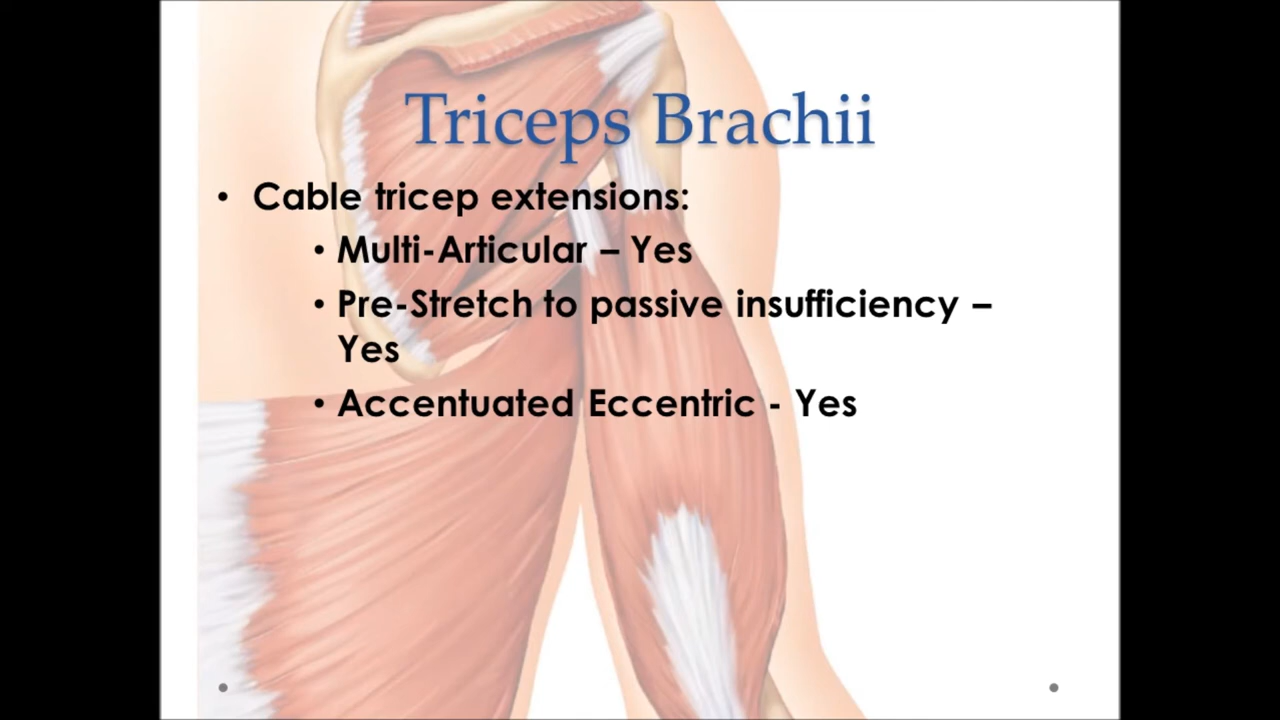 Triceps Brachii
• Cable tricep extensions:
• Multi-Articular – Yes
• Pre-Stretch to passive insufficiency –
Yes
• Accentuated Eccentric - Yes